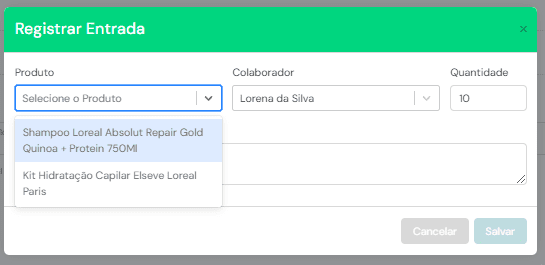 Registrar Entrada
×
Produto
Colaborador
Quantidade
Selecione o Produto
Lorena da Silva
10
Shampoo Loreal Absolut Repair Gold
Quinoa + Protein 750Ml
Kit Hidratação Capilar Elseve Loreal
Paris
Cancelar
Salvar